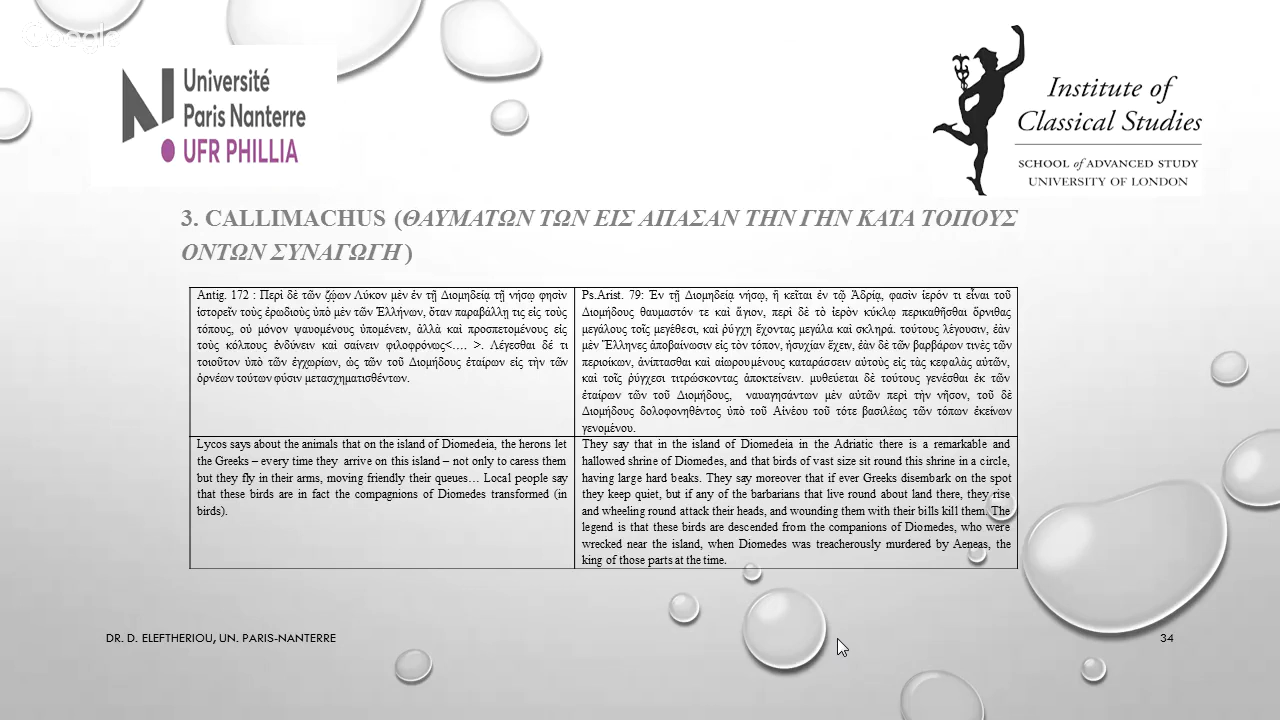 Google
Université
Paris Nanterre
UFR PHILLIA
Institute of
Classical Studies
SCHOOL of ADVANCED STUDY
UNIVERSITY OF LONDON
3. CALLIMACHUS (ΘΑΥΜΑΤΩΝ ΤΩΝ ΕΙΣ ΑΠΑΣΑΝ ΤΗΝ ΓΗΝ ΚΑΤΑ ΤΟΠΟΥΣ
ΟΝΤΩΝ ΣΥΝΑΓΩΓΗ )
Antig. 172 : Περὶ δὲ τῶν ζῴων Λύκον μὲν ἐν τῇ Διομηδείᾳ τῇ νήσῳ φησὶν
ἱστορεῖν τοὺς ἐρωδιοὺς ὑπὸ μὲν τῶν Ἑλλήνων, ὅταν παραβάλλῃ τις εἰς τοὺς
τόπους, οὐ μόνον ψαυομένους ὑπομένειν, ἀλλὰ καὶ προσπετομένους εἰς
τοὺς κόλπους ἐνδύνειν καὶ σαίνειν φιλοφρόνως<…. >. Λέγεσθαι δέ τι
τοιοῦτον ὑπὸ τῶν ἐγχωρίων, ὡς τῶν τοῦ Διομήδους ἑταίρων εἰς τὴν τῶν
ὀρνέων τούτων φύσιν μετασχηματισθέντων.
Ps.Arist. 79: Ἐν τῇ Διομηδείᾳ νήσῳ, ἣ κεῖται ἐν τῷ Ἀδρίᾳ, φασὶν ἱερόν τι εἶναι τοῦ
Διομήδους θαυμαστόν τε καὶ ἅγιον, περὶ δὲ τὸ ἱερὸν κύκλῳ περικαθῆσθαι ὄρνιθας
μεγάλους τοῖς μεγέθεσι, καὶ ῥύγχη ἔχοντας μεγάλα καὶ σκληρά. τούτους λέγουσιν, ἐὰν
μὲν Ἕλληνες ἀποβαίνωσιν εἰς τὸν τόπον, ἡσυχίαν ἔχειν, ἐὰν δὲ τῶν βαρβάρων τινὲς τῶν
περιοίκων, ἀνίπτασθαι καὶ αἰωρουμένους καταράσσειν αὐτοὺς εἰς τὰς κεφαλὰς αὐτῶν,
καὶ τοῖς ῥύγχεσι τιτρώσκοντας ἀποκτείνειν. μυθεύεται δὲ τούτους γενέσθαι ἐκ τῶν
ἑταίρων τῶν τοῦ Διομήδους, ναυαγησάντων μὲν αὐτῶν περὶ τὴν νῆσον, τοῦ δὲ
Διομήδους δολοφονηθέντος ὑπὸ τοῦ Αἰνέου τοῦ τότε βασιλέως τῶν τόπων ἐκείνων
γενομένου.
Lycos says about the animals that on the island of Diomedeia, the herons let
the Greeks – every time they arrive on this island – not only to caress them
but they fly in their arms, moving friendly their queues… Local people say
that these birds are in fact the compagnions of Diomedes transformed (in
birds).
They say that in the island of Diomedeia in the Adriatic there is a remarkable and
hallowed shrine of Diomedes, and that birds of vast size sit round this shrine in a circle,
having large hard beaks. They say moreover that if ever Greeks disembark on the spot
they keep quiet, but if any of the barbarians that live round about land there, they rise
and wheeling round attack their heads, and wounding them with their bills kill them. The
legend is that these birds are descended from the companions of Diomedes, who were
wrecked near the island, when Diomedes was treacherously murdered by Aeneas, the
king of those parts at the time.
DR. D. ELEFTHERIOU, UN. PARIS-NANTERRE
34